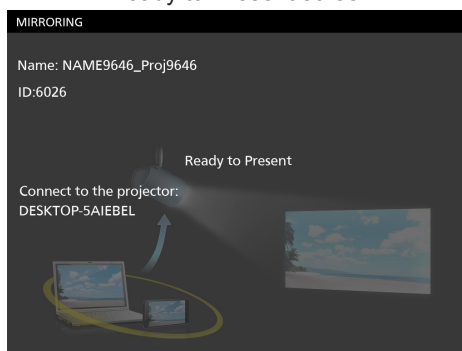 MIRRORING
Name: NAME9646_Proj9646
ID:6026
Ready to Present
Connect to the projector:
DESKTOP-5AIEBEL